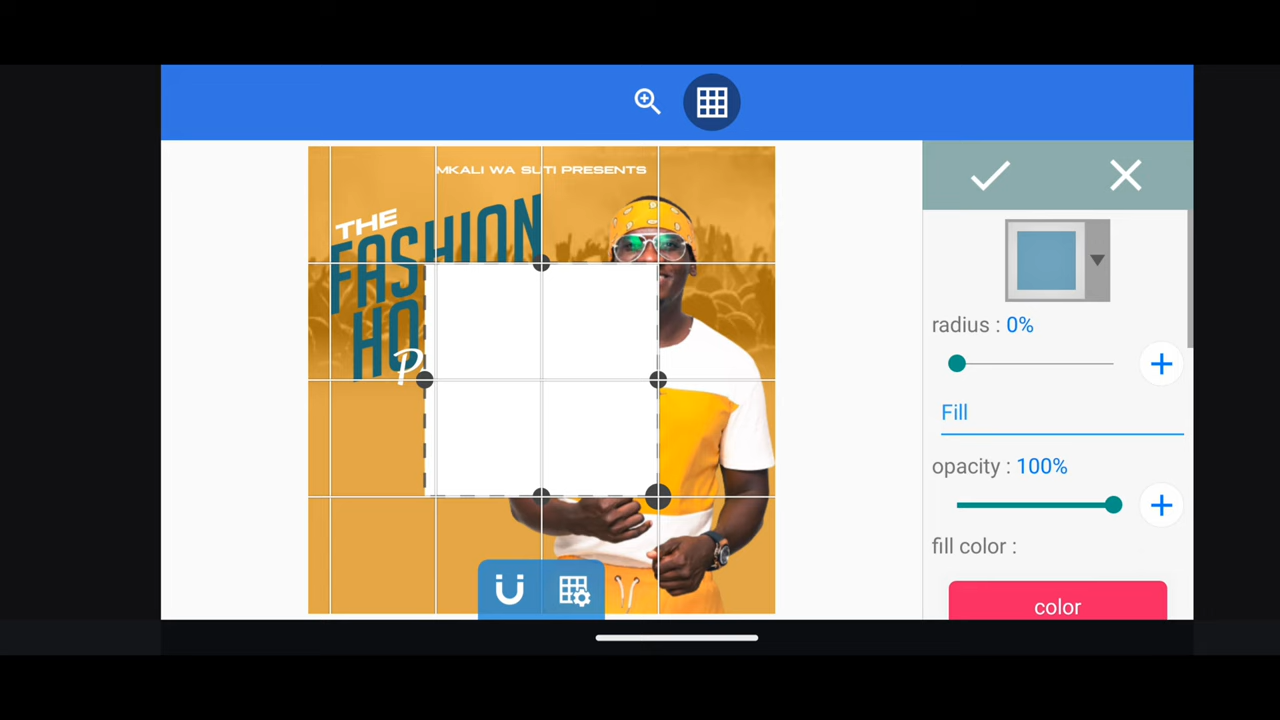 MKALI WA SUTI PRESENTS
THE
FASHION
HO
P
radius : 0%
Fill
opacity : 100%
fill color :
color